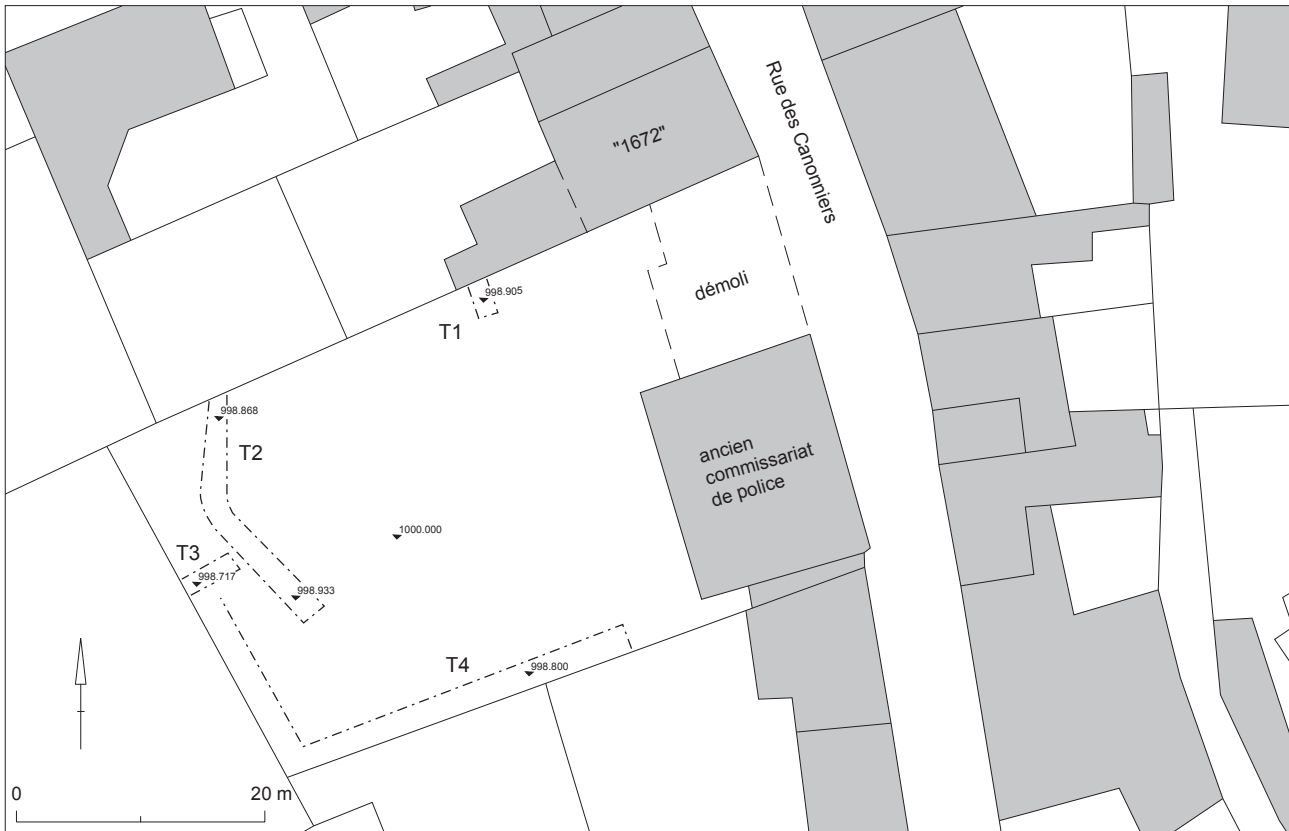 Rue des Canonniers
"1672"
démoli
998.905
T1
998.868
T2
ancien
commissariat
de police
1000.000
T3
998.717
998.933
T4
998.800
0
20 m